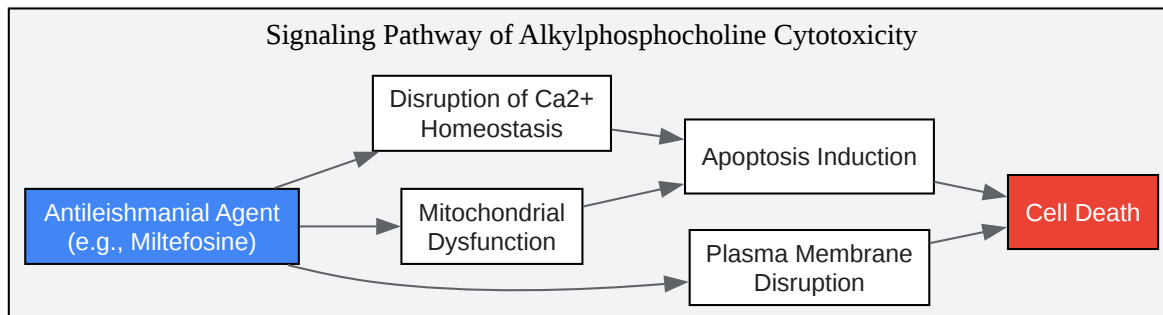 Signaling Pathway of Alkylphosphocholine Cytotoxicity
Disruption of Ca2+
Homeostasis
Apoptosis Induction
Antileishmanial Agent
(e.g., Miltefosine)
Mitochondrial
Dysfunction
Cell Death
Plasma Membrane
Disruption